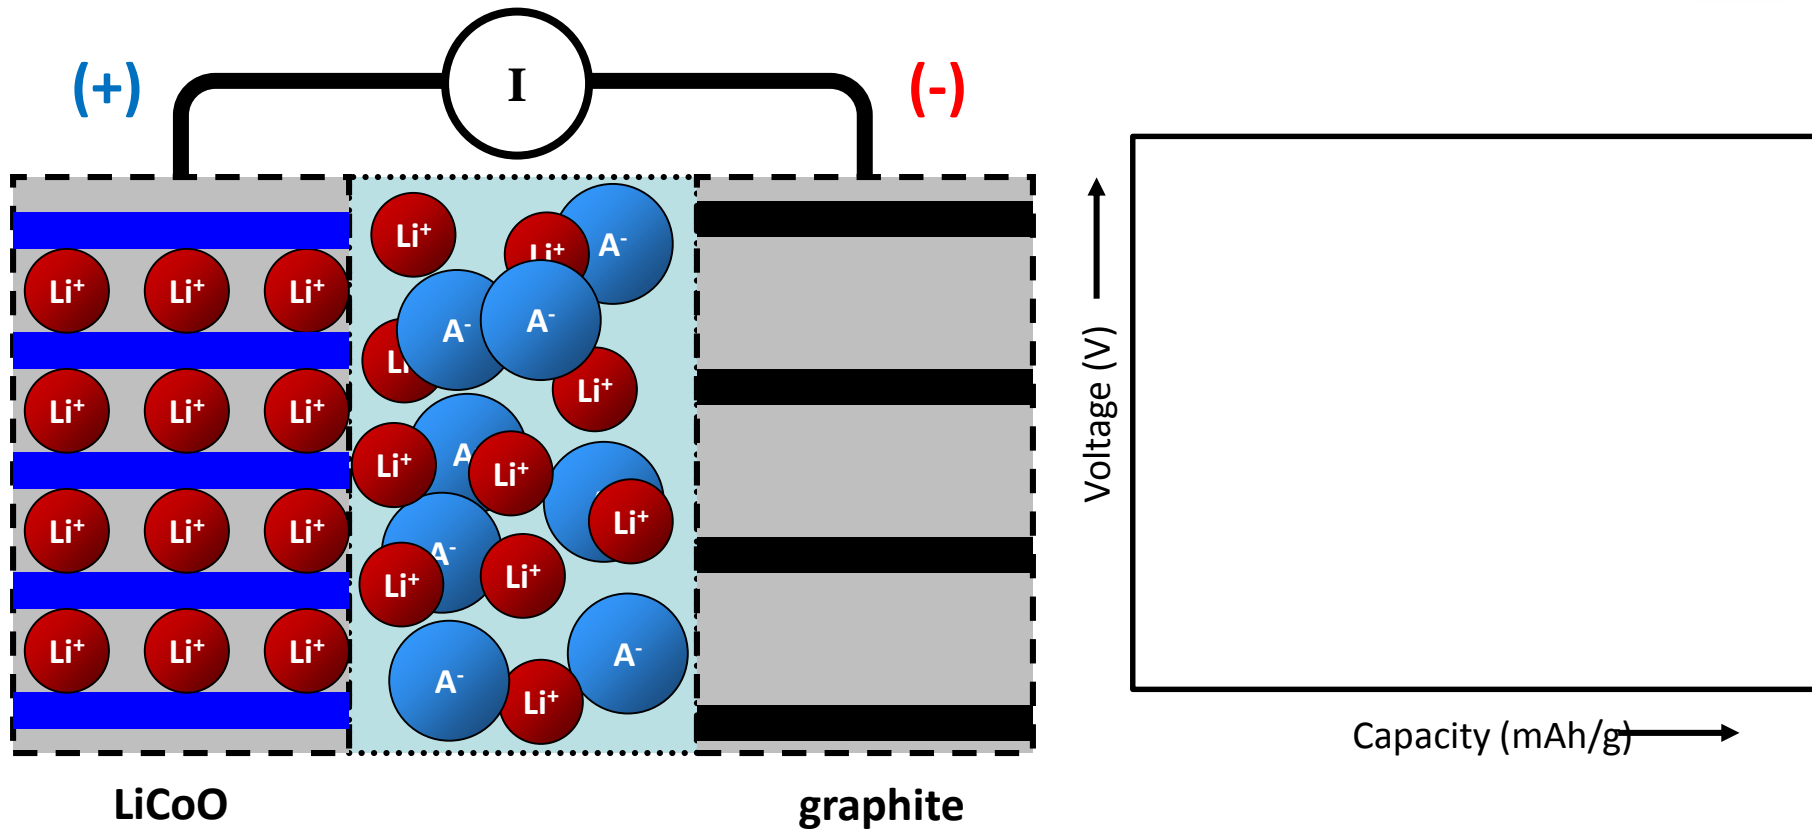 (+)
I
(-)
Li⁺
Li⁺
A⁻
Li⁺ Li⁺ Li⁺
A⁻
A⁻
Li
Li⁺
Li⁺ Li⁺ Li⁺
Li⁺
A
Li⁺
Li⁺ Li⁺ Li⁺
Li⁺
A⁻
Li⁺
Li⁺
Li⁺ Li⁺ Li⁺
A⁻
A⁻
Li⁺
LiCoO
graphite
Voltage (V)
Capacity (mAh/g)